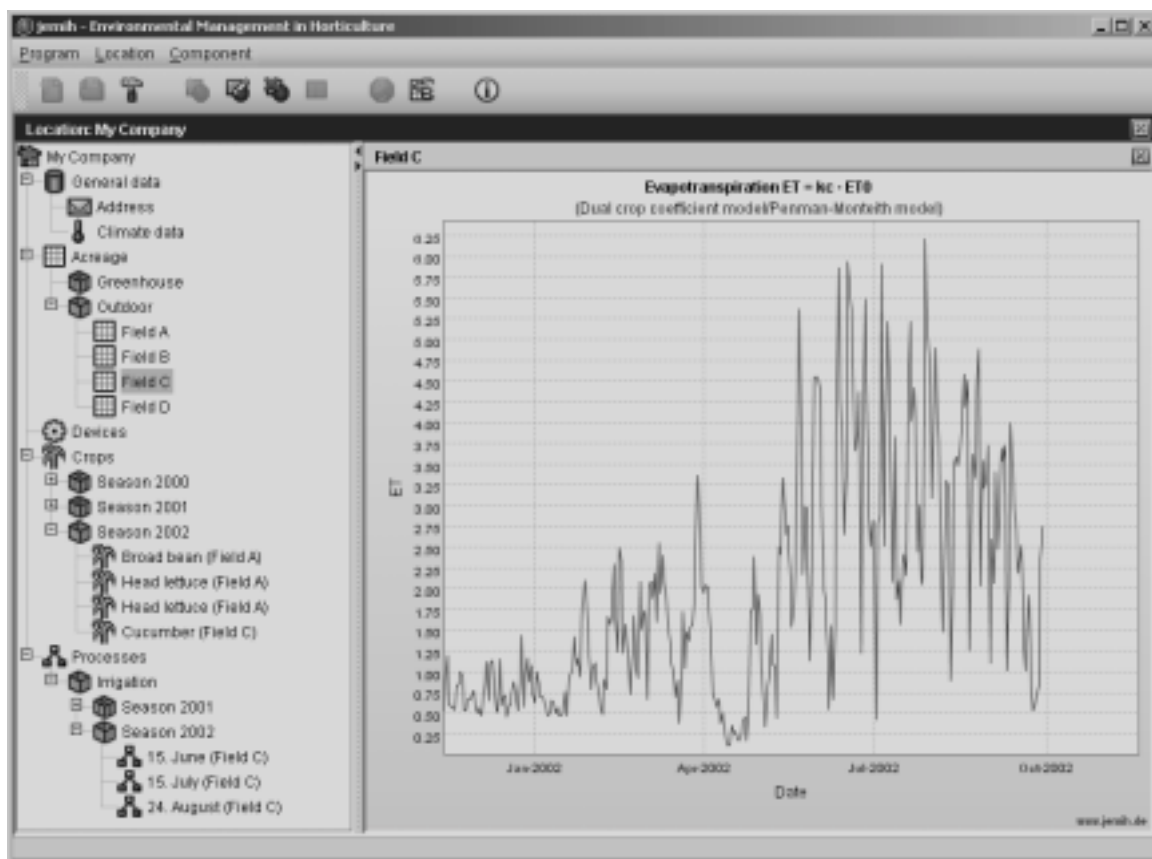 jemih - Environmental Management in Horticulture
Program Location Component
Location: My Company
My Company
General data
Address
Climate data
Acreage
Greenhouse
Outdoor
Field A
Field B
Field C
Field D
Devices
Crops
Season 2000
Season 2001
Season 2002
Broad bean (Field A)
Head lettuce (Field A)
Head lettuce (Field A)
Cucumber (Field C)
Processes
Irrigation
Season 2001
Season 2002
15. June (Field C)
15. July (Field C)
24. August (Field C)
Field C
Evapotranspiration ET = kc · ET0
(Dual crop coefficient model/Penman-Monteith model)
6.25
6.00
5.75
5.50
5.25
5.00
4.75
4.50
4.25
4.00
3.75
3.50
3.25
3.00
2.75
2.50
2.25
2.00
1.75
1.50
1.25
1.00
0.75
0.50
0.25
ET
Jan-2002
Apr-2002
Jul-2002
Oct-2002
Date
www.jemih.de